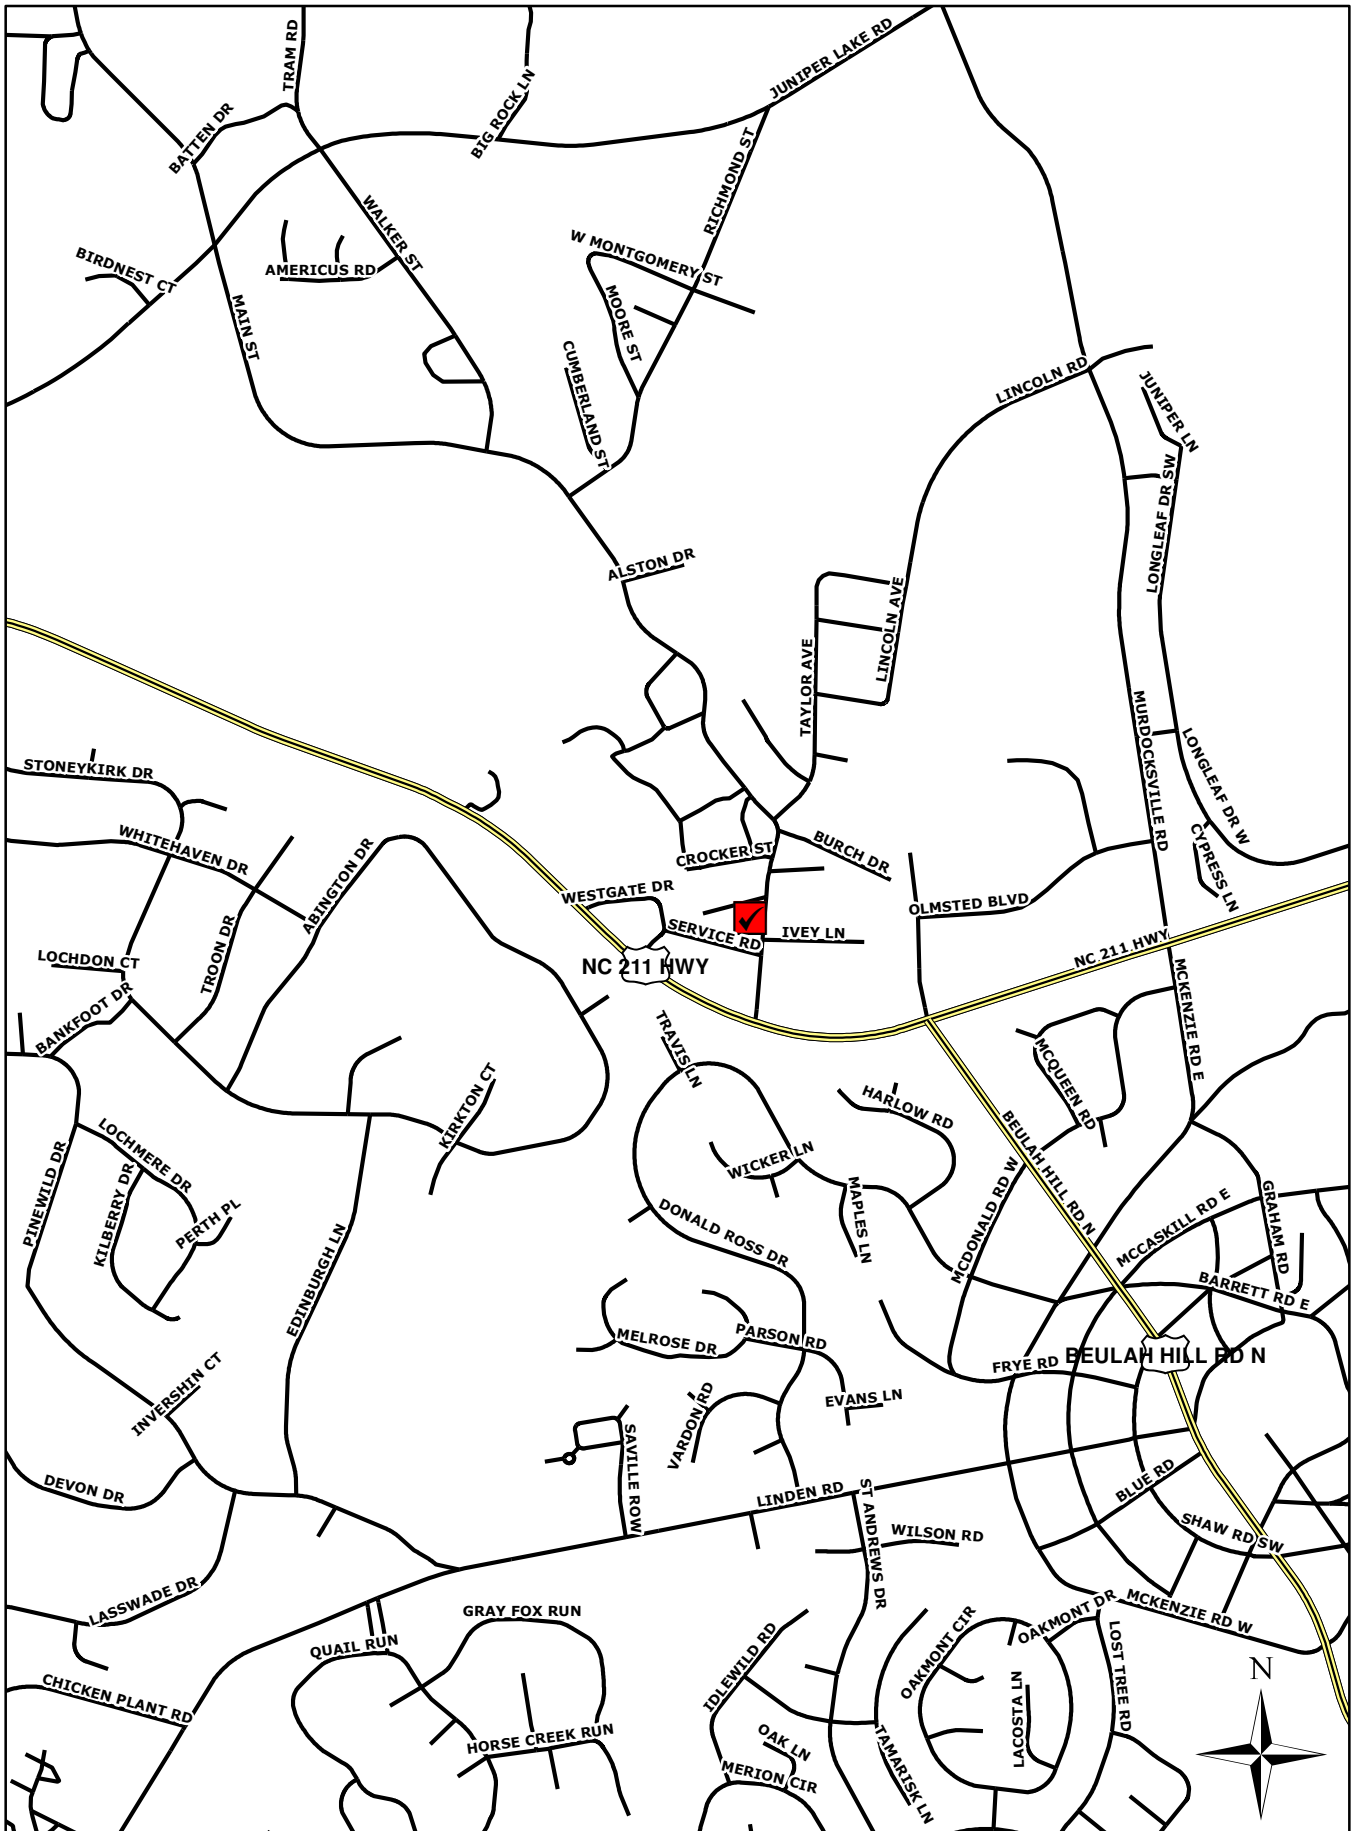 TRAM RD
JUNIPER LAKE RD
BIG ROCK LN
BATTEN DR
RICHMOND ST
WALKER ST
W MONTGOMERY ST
BIRDNEST CT
AMERICUS RD
MAIN ST
MOORE ST
CUMBERLAND ST
LINCOLN RD
JUNIPER LN
LONGLEAF DR SW
ALSTON DR
LINCOLN AVE
TAYLOR AVE
MURDOCKSVILLE RD
LONGLEAF DR W
STONEYKIRK DR
WHITEHAVEN DR
ABINGTON DR
CROCKER ST
BURCH DR
CYPRESS LN
WESTGATE DR
OLMSTED BLVD
TROON DR
SERVICE RD
IVEY LN
NC 211 HWY
LOCHDON CT
NC 211 HWY
BANKFOOT DR
MCKENZIE RD E
TRAVIS LN
MCQUEEN RD
KIRKTON CT
HARLOW RD
BEULAH HILL RD N
LOCHMERE DR
PINEWILD DR
KILBERRY DR
PERTH PL
WICKER LN
MAPLES LN
MCDONALD RD W
MCCASKILL RD E
GRAHAM RD
DONALD ROSS DR
EDINBURGH LN
BARRETT RD E
MELROSE DR
PARSON RD
FRYE RD
BEULAH HILL RD N
INVERSHIN CT
VARDON RD
EVANS LN
SAVILLE ROW
DEVON DR
LINDEN RD
ST ANDREWS DR
BLUE RD
WILSON RD
SHAW RD SW
LASSWADE DR
GRAY FOX RUN
QUAIL RUN
IDLEWILD RD
OAKMONT CIR
OAKMONT DR
MCKENZIE RD W
LOST TREE RD
N
CHICKEN PLANT RD
HORSE CREEK RUN
LACOSTA LN
OAK LN
TAMARISK LN
MERION CIR